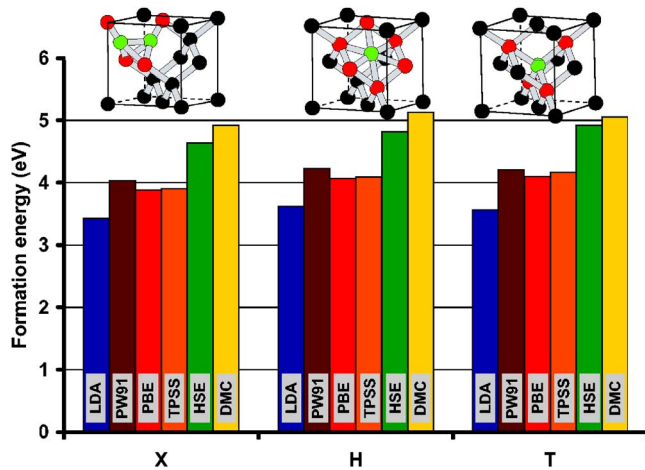 Formation energy (eV)
6
5
4
3
2
1
0
LDA
PW91
PBE
TPSS
HSE
DMC
LDA
PW91
PBE
TPSS
HSE
DMC
LDA
PW91
PBE
TPSS
HSE
DMC
X
H
T